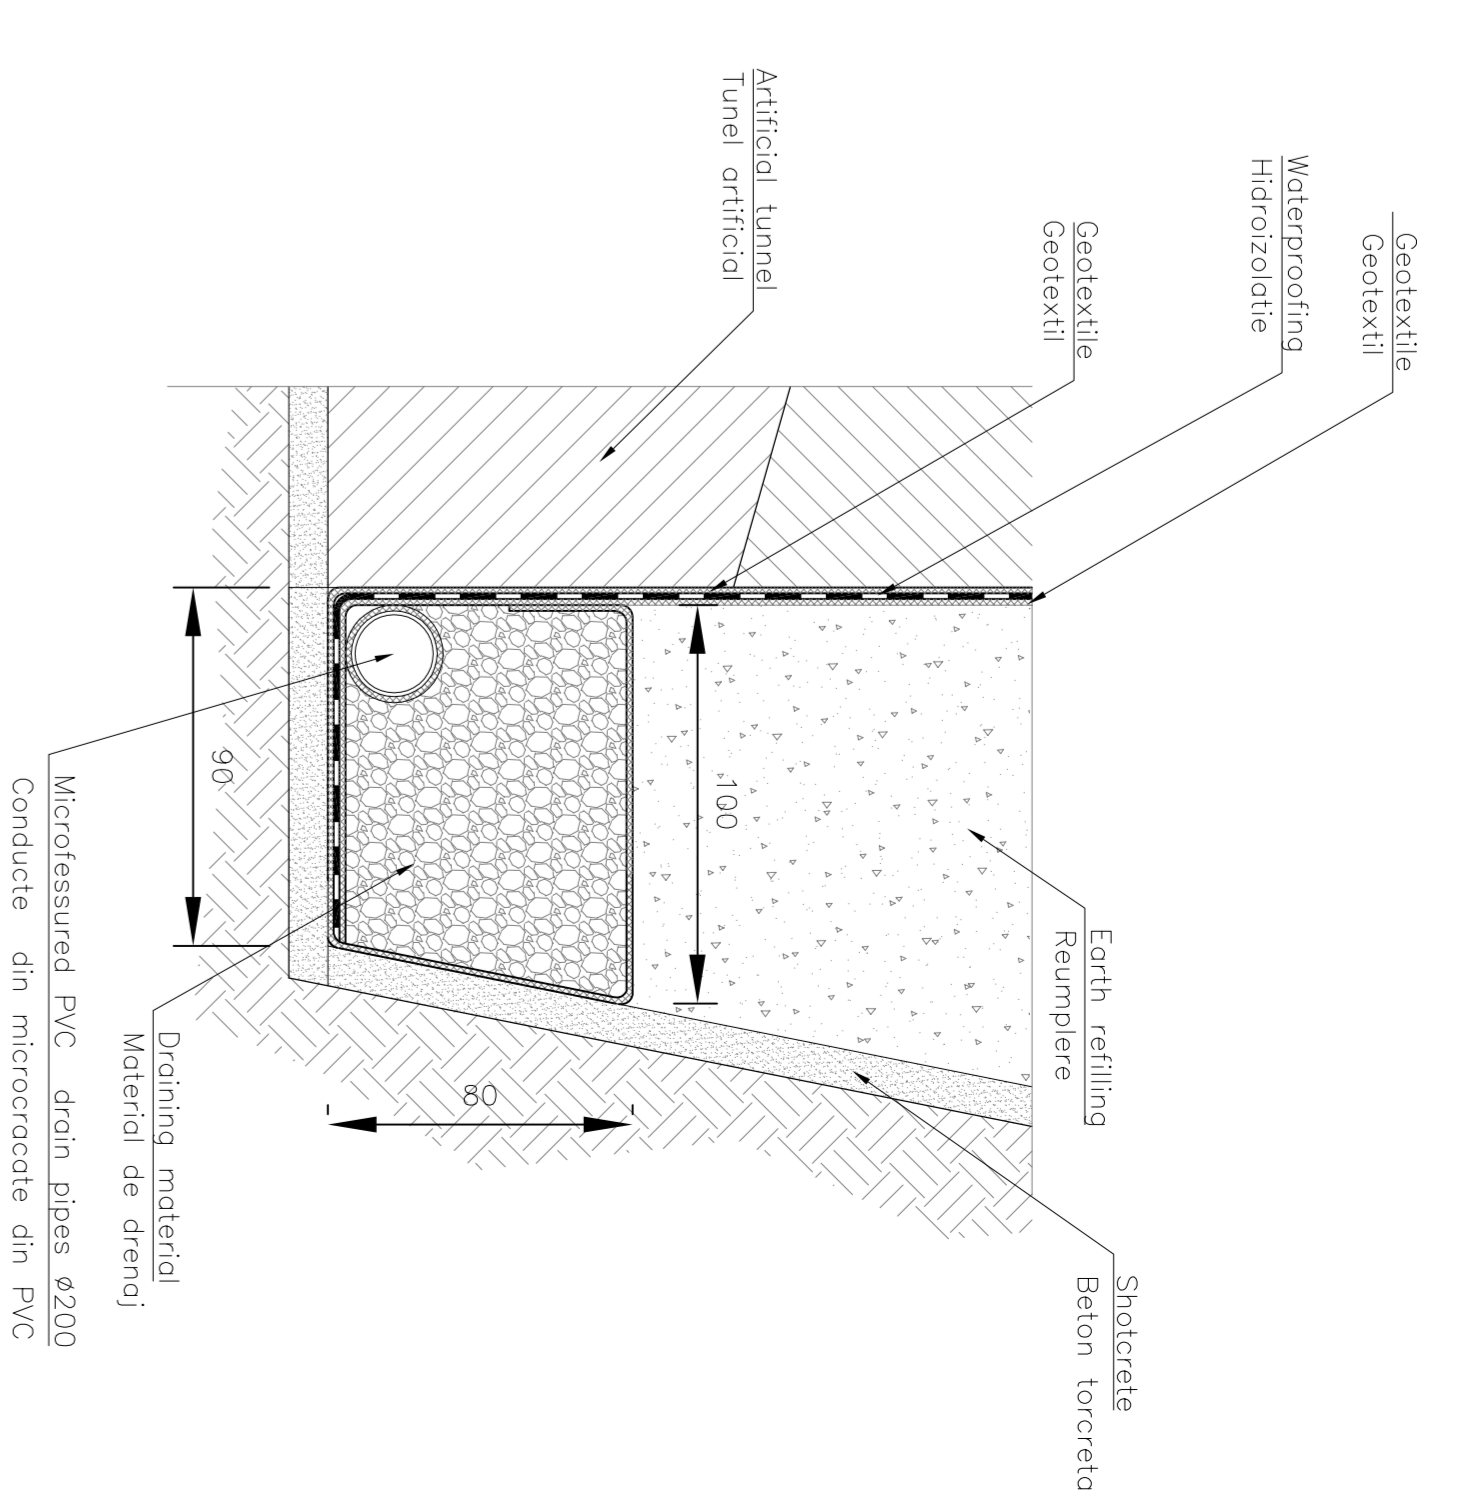 Geotextile
Geotextil
Waterproofing
Hidroizolatie
Geotextile
Geotextil
Artificial tunnel
Tunel artificial
100
90
80
Earth refilling
Reumplere
Shotcrete
Beton torcreta
Draining material
Material de drenaj
Microfessured PVC drain pipes Ø200
Conducte din microcracate din PVC